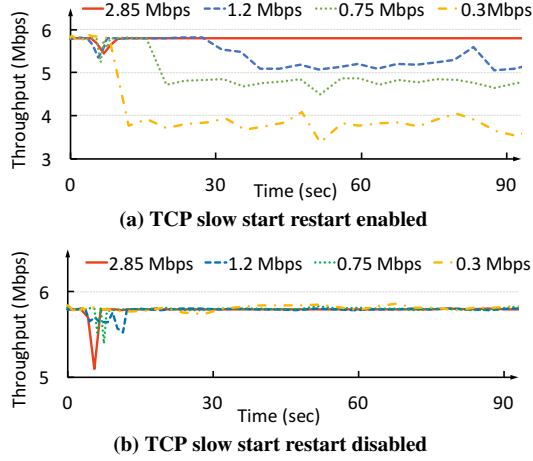 2.85 Mbps 1.2 Mbps 0.75 Mbps 0.3Mbps
Throughput (Mbps)
6
5
4
3
0 30 60 90
Time (sec)
(a) TCP slow start restart enabled
2.85 Mbps 1.2 Mbps 0.75 Mbps 0.3 Mbps
Throughput (Mbps)
6
5
0 30 60 90
Time (sec)
(b) TCP slow start restart disabled